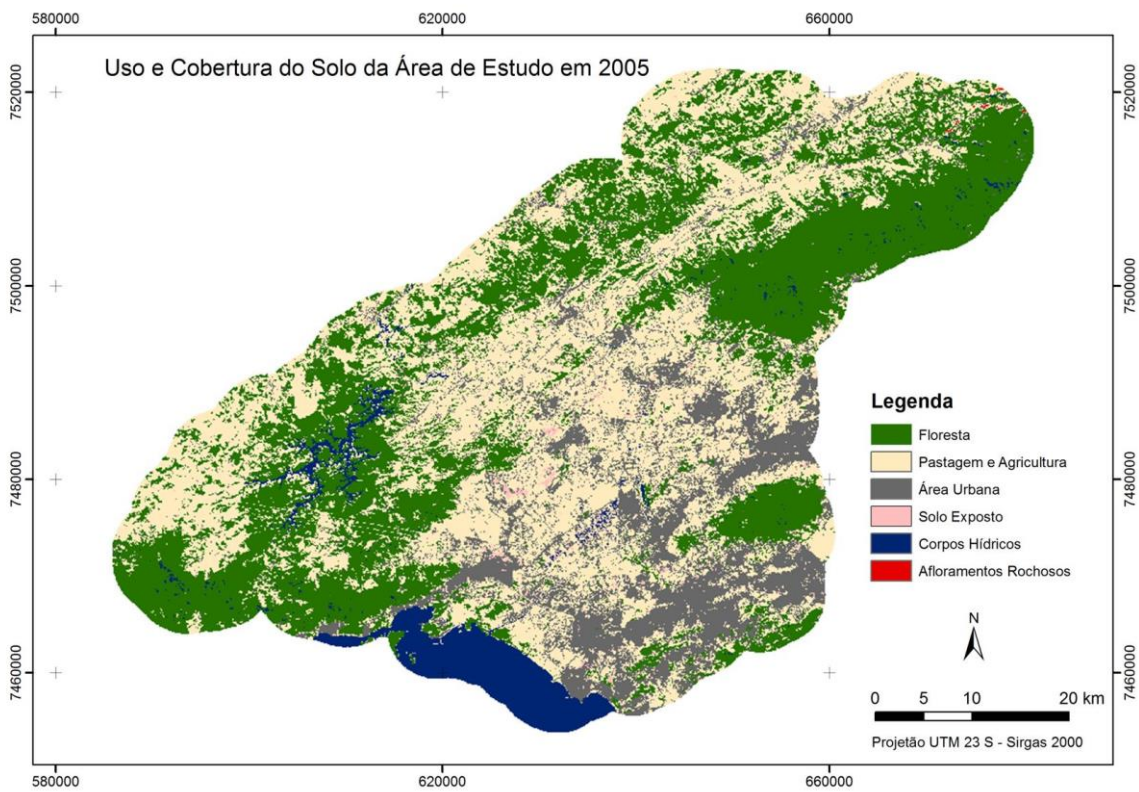 580000 620000 660000
Uso e Cobertura do Solo da Área de Estudo em 2005
7520000 7520000
7500000 7500000
Legenda
Floresta
Pastagem e Agricultura
7480000 7480000
Área Urbana
Solo Exposto
Corpos Hídricos
Afloramentos Rochosos
N
7460000 7460000
0 5 10 20 km
Projetão UTM 23 S - Sirgas 2000
580000 620000 660000